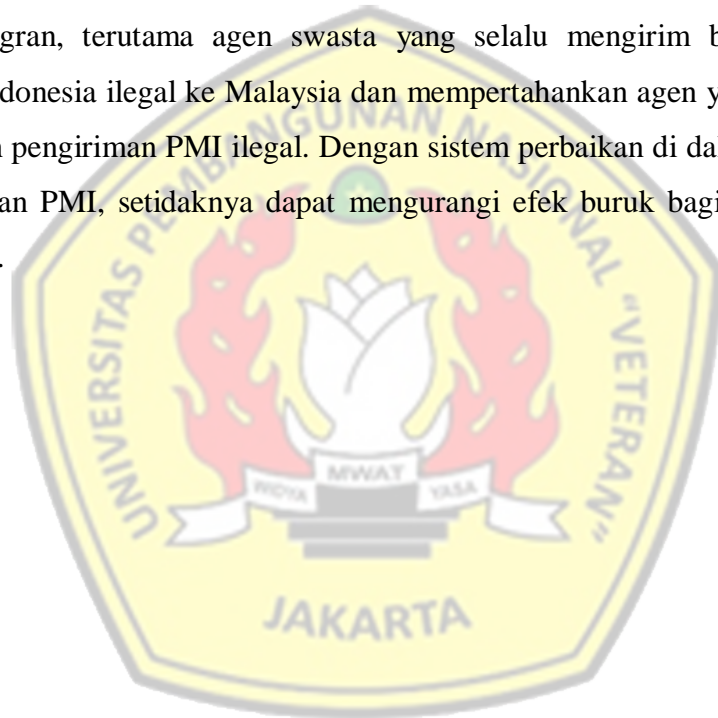 gran, terutama agen swasta yang selalu mengirim
donesia ilegal ke Malaysia dan mempertahankan agen
pengiriman PMI ilegal. Dengan sistem perbaikan di
an PMI, setidaknya dapat mengurangi efek buruk bagi
UNIVERSITAS PEMBANGUNAN NASIONAL "VETERAN"
WIDYA MWAT YASA
JAKARTA